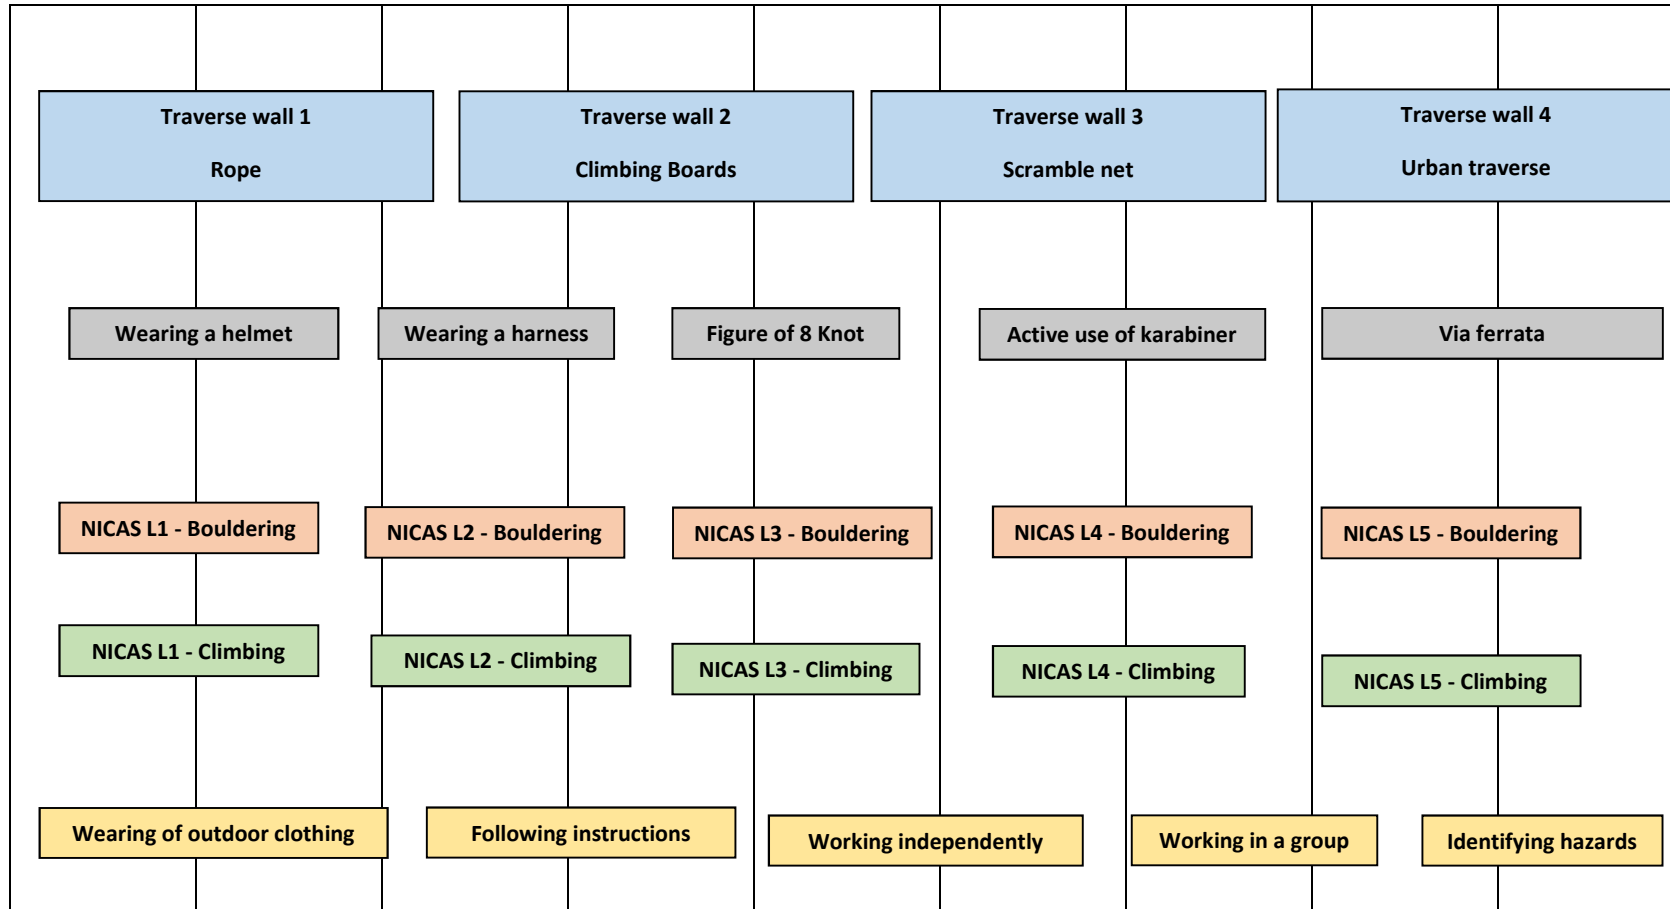 Traverse wall 1
Rope
Traverse wall 2
Climbing Boards
Traverse wall 3
Scramble net
Traverse wall 4
Urban traverse
Wearing a helmet
Wearing a harness
Figure of 8 Knot
Active use of karabiner
Via ferrata
NICAS L1 - Bouldering
NICAS L2 - Bouldering
NICAS L3 - Bouldering
NICAS L4 - Bouldering
NICAS L5 - Bouldering
NICAS L1 - Climbing
NICAS L2 - Climbing
NICAS L3 - Climbing
NICAS L4 - Climbing
NICAS L5 - Climbing
Wearing of outdoor clothing
Following instructions
Working independently
Working in a group
Identifying hazards